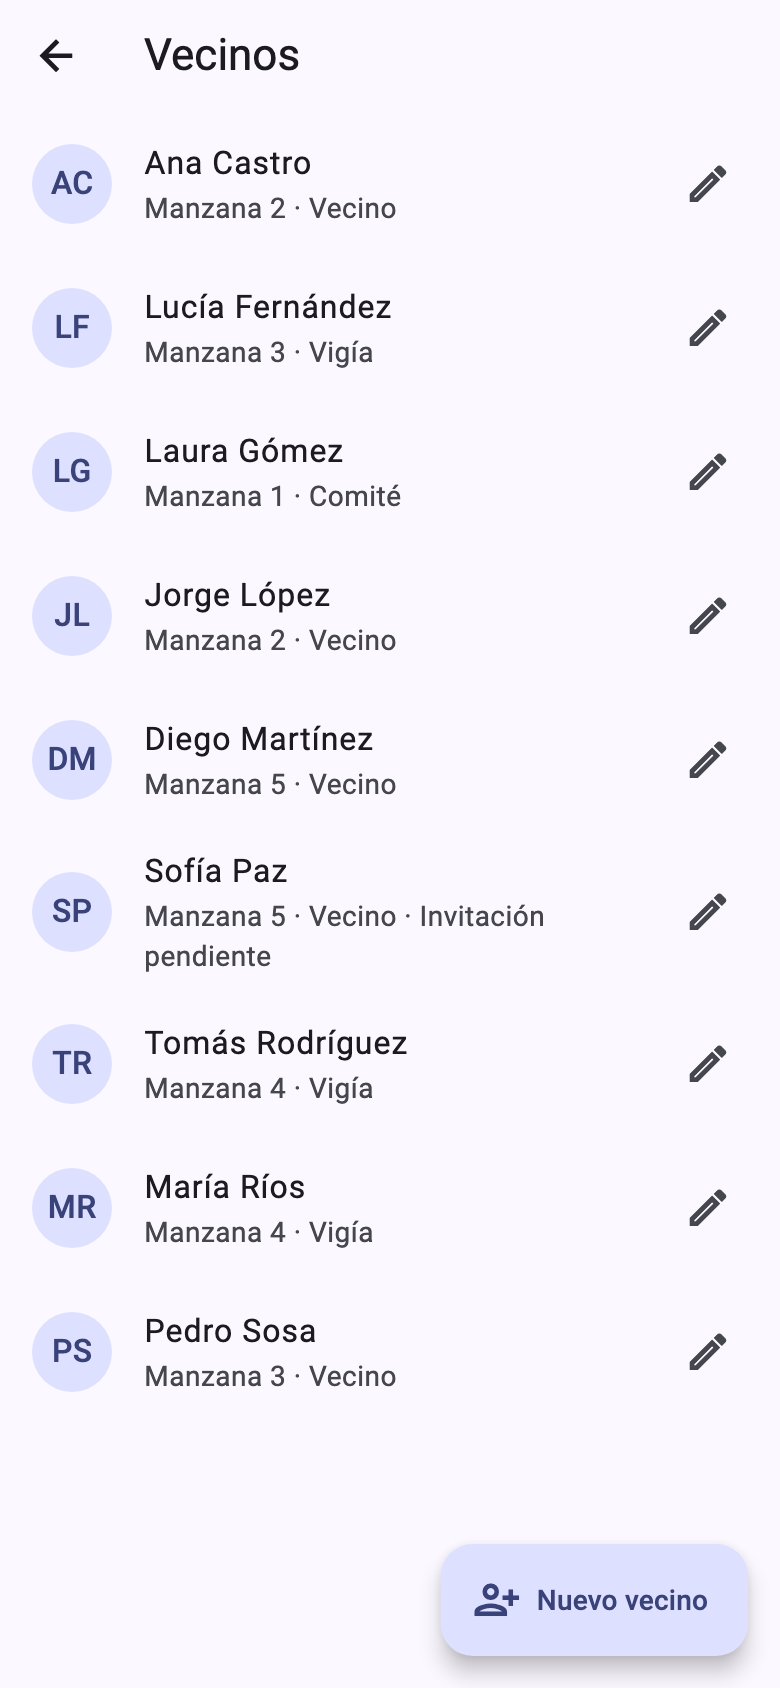 Vecinos
AC
Ana Castro
Manzana 2 · Vecino
LF
Lucía Fernández
Manzana 3 · Vigía
LG
Laura Gómez
Manzana 1 · Comité
JL
Jorge López
Manzana 2 · Vecino
DM
Diego Martínez
Manzana 5 · Vecino
SP
Sofía Paz
Manzana 5 · Vecino · Invitación
pendiente
TR
Tomás Rodríguez
Manzana 4 · Vigía
MR
María Ríos
Manzana 4 · Vigía
PS
Pedro Sosa
Manzana 3 · Vecino
Nuevo vecino